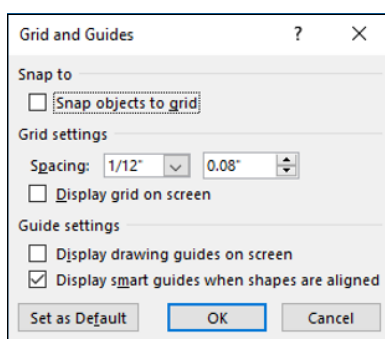 Grid and Guides ?
Snap to
Snap objects to grid
Grid settings
Spacing: 1/12" 0.08"
Display grid on screen
Guide settings
Display drawing guides on screen
Display smart guides when shapes are aligned
Set as Default OK Cancel